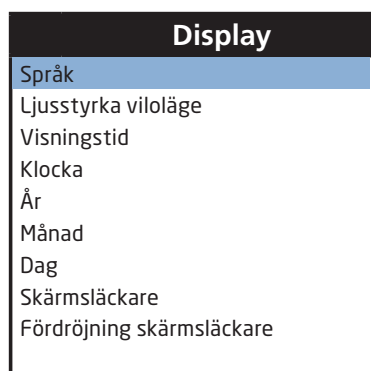 Display
Språk
Ljusstyrka viloläge
Visningstid
Klocka
År
Månad
Dag
Skärmsläckare
Fördröjning skärmsläckare